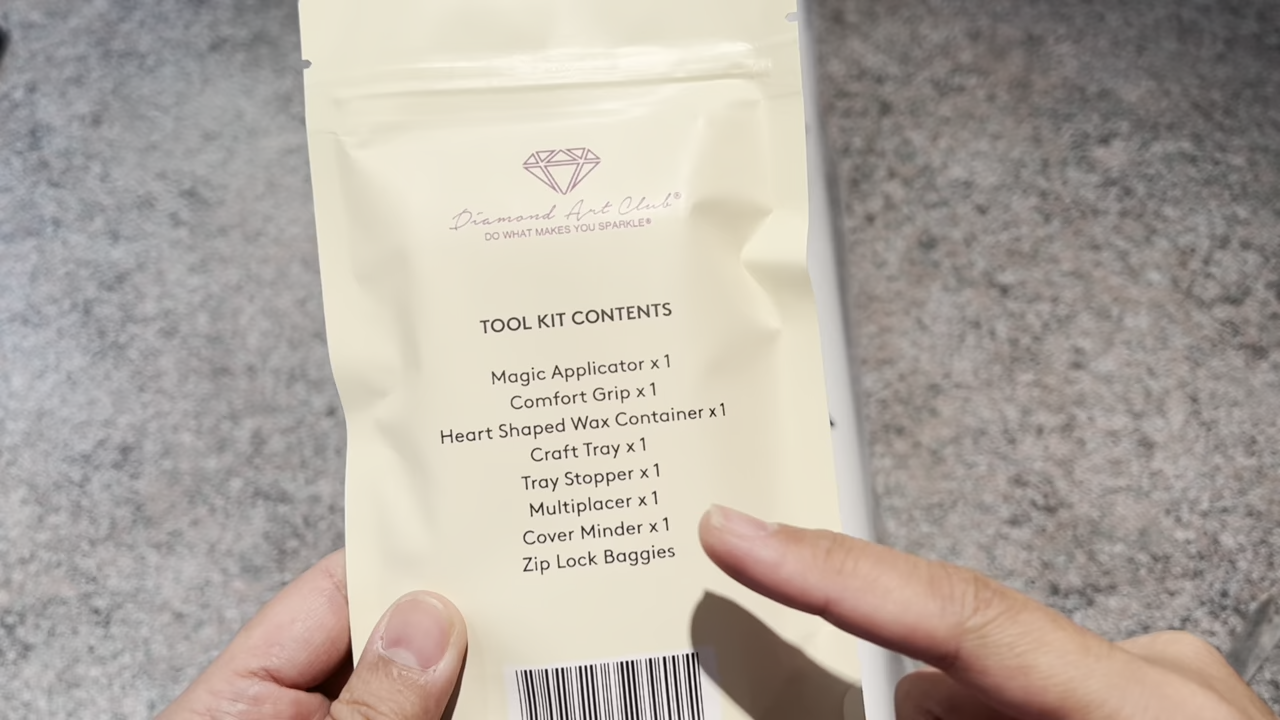 Diamond Art Club®
DO WHAT MAKES YOU SPARKLE®
TOOL KIT CONTENTS
Magic Applicator x 1
Comfort Grip x 1
Heart Shaped Wax Container x 1
Craft Tray x 1
Tray Stopper x 1
Multiplacer x 1
Cover Minder x 1
Zip Lock Baggies